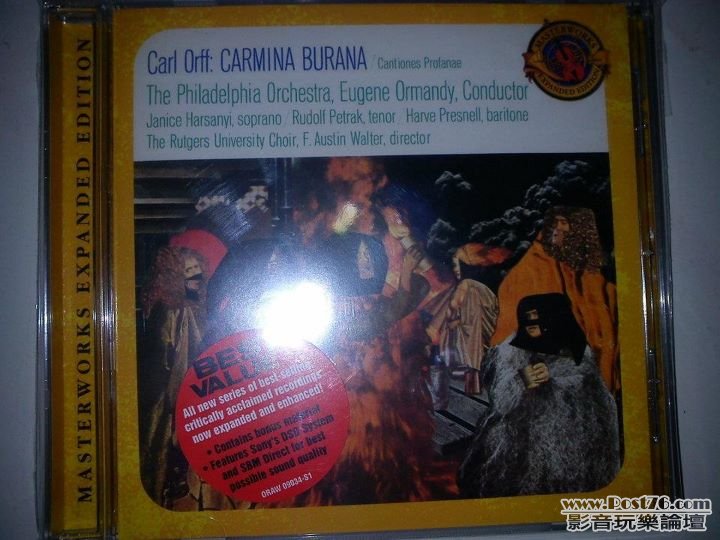 MASTERWORKS EXPANDED EDITION
Carl Orff: CARMINA BURANA / Cantiones Profanae
The Philadelphia Orchestra, Eugene Ormandy, Conductor
Janice Harsanyi, soprano / Rudolf Petrak, tenor / Harve Presnell, baritone
The Rutgers University Choir, F. Austin Walter, director
MASTERWORKS
EXPANDED EDITION
BEST
VALUE
All new series of best-selling,
critically acclaimed recordings
now expanded and enhanced!
• Contains bonus material
• Features Sony's DSD System
and SBM Direct for best
possible sound quality
ORAW 09034-S1
www.Post76.com
影音玩樂論壇